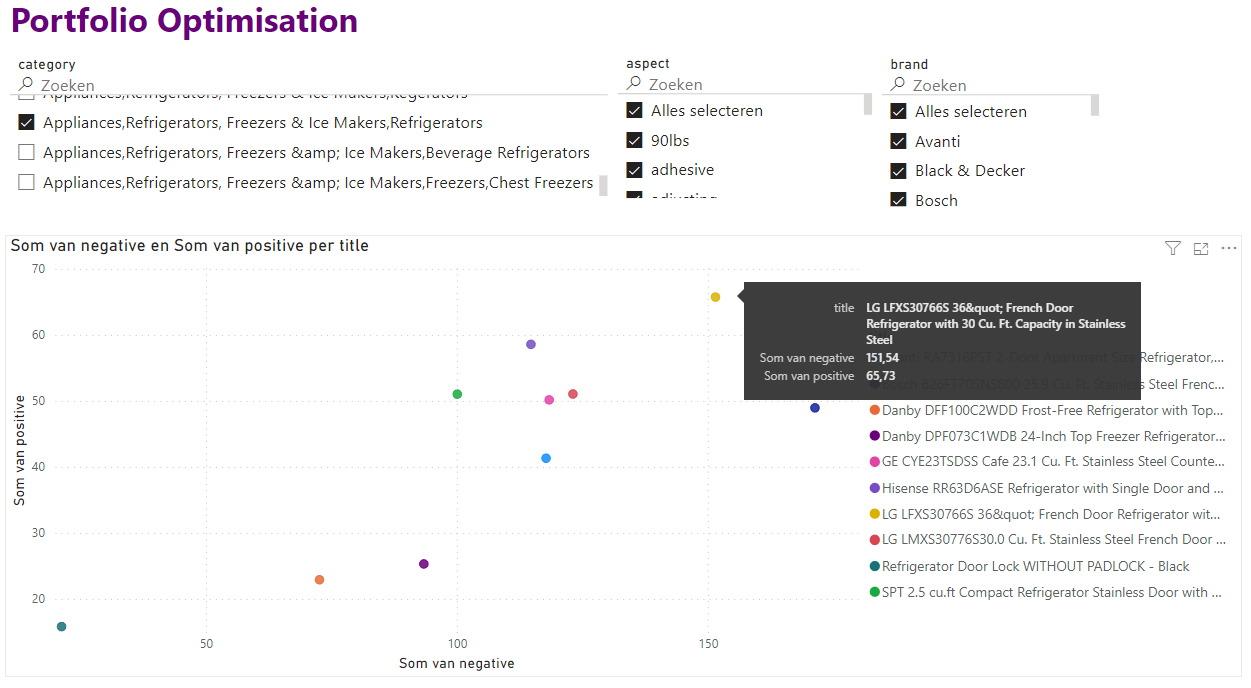 Portfolio Optimisation
category
Zoeken
Appliances,Refrigerators, Freezers & Ice Makers,Kegerators
Appliances,Refrigerators, Freezers & Ice Makers,Refrigerators
Appliances,Refrigerators, Freezers &amp; Ice Makers,Beverage Refrigerators
Appliances,Refrigerators, Freezers &amp; Ice Makers,Freezers,Chest Freezers
aspect
Zoeken
Alles selecteren
90lbs
adhesive
adjusting
brand
Zoeken
Alles selecteren
Avanti
Black & Decker
Bosch
Som van negative en Som van positive per title
70
60
50
40
30
20
Som van positive
50
100
150
Som van negative
title
LG LFXS30766S 36&quot; French Door
Refrigerator with 30 Cu. Ft. Capacity in Stainless
Steel
Som van negative
151,54
Som van positive
65,73
RA7316PST 2-Door Apartment Size Refrigerator,...
B26FT70SNS800 25.9 Cu. Ft. Stainless Steel Frenc...
Danby DFF100C2WDD Frost-Free Refrigerator with Top...
Danby DPF073C1WDB 24-Inch Top Freezer Refrigerator...
GE CYE23TSDSS Cafe 23.1 Cu. Ft. Stainless Steel Counte...
Hisense RR63D6ASE Refrigerator with Single Door and ...
LG LFXS30766S 36&quot; French Door Refrigerator wit...
LG LMXS30776S30.0 Cu. Ft. Stainless Steel French Door ...
Refrigerator Door Lock WITHOUT PADLOCK - Black
SPT 2.5 cu.ft Compact Refrigerator Stainless Door with ...